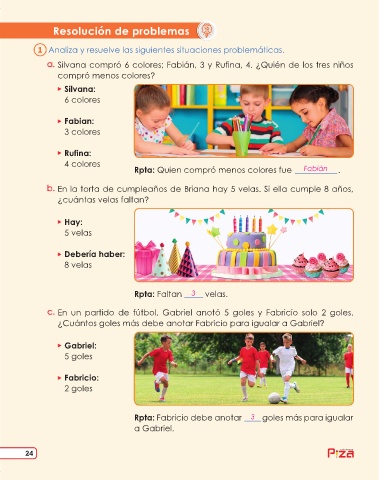 Resolución de problemas
1 Analiza y resuelve las siguientes situaciones problemáticas.
a. Silvana compró 6 colores; Fabián, 3 y Rufina, 4. ¿Quién de los tres niños
compró menos colores?
▸ Silvana:
6 colores
▸ Fabian:
3 colores
▸ Rufina:
4 colores
Rpta: Quien compró menos colores fue Fabián.
b. En la torta de cumpleaños de Briana hay 5 velas. Si ella cumple 8 años,
¿cuántas velas faltan?
▸ Hay:
5 velas
▸ Debería haber:
8 velas
Rpta: Faltan 3 velas.
c. En un partido de fútbol, Gabriel anotó 5 goles y Fabricio solo 2 goles.
¿Cuántos goles más debe anotar Fabricio para igualar a Gabriel?
▸ Gabriel:
5 goles
▸ Fabricio:
2 goles
Rpta: Fabricio debe anotar 3 goles más para igualar
a Gabriel.
24